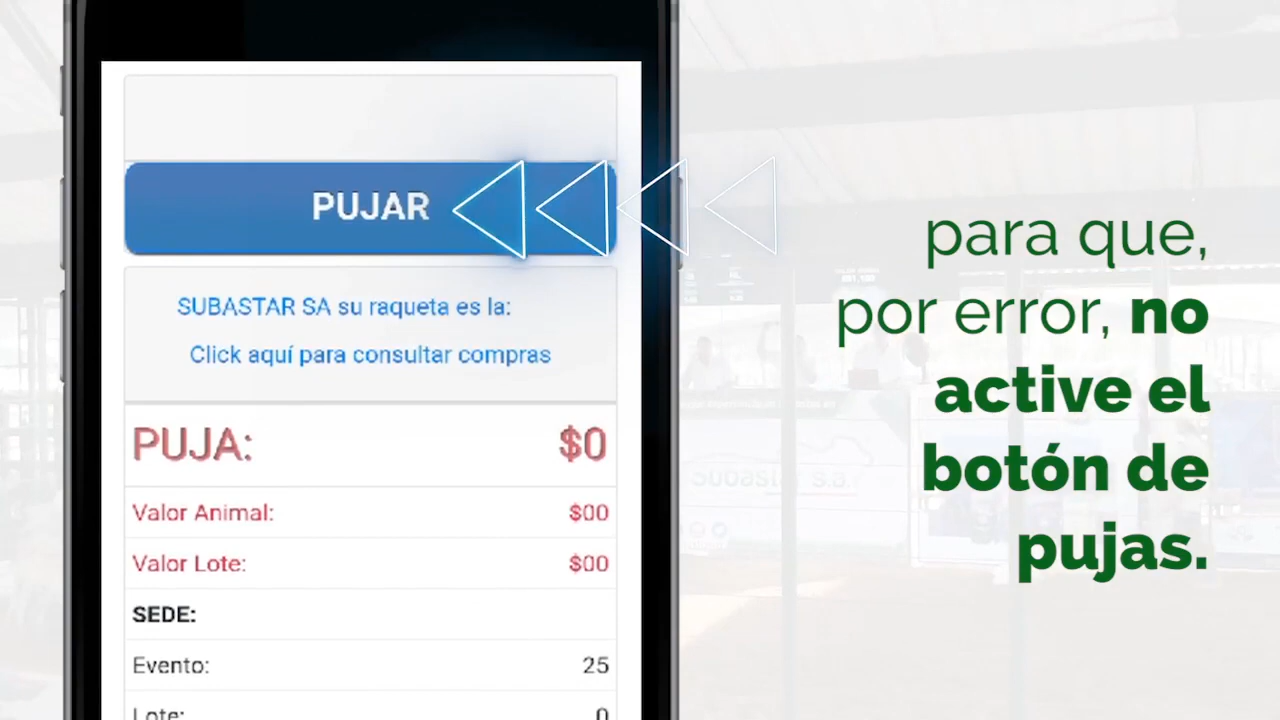 PUJAR
SUBASTAR SA su raqueta es la:
Click aquí para consultar compras
PUJA: $0
Valor Animal: $00
Valor Lote: $00
SEDE:
Evento: 25
Lote: 0
para que,
por error, no
active el
botón de
pujas.
Subastar s.a.